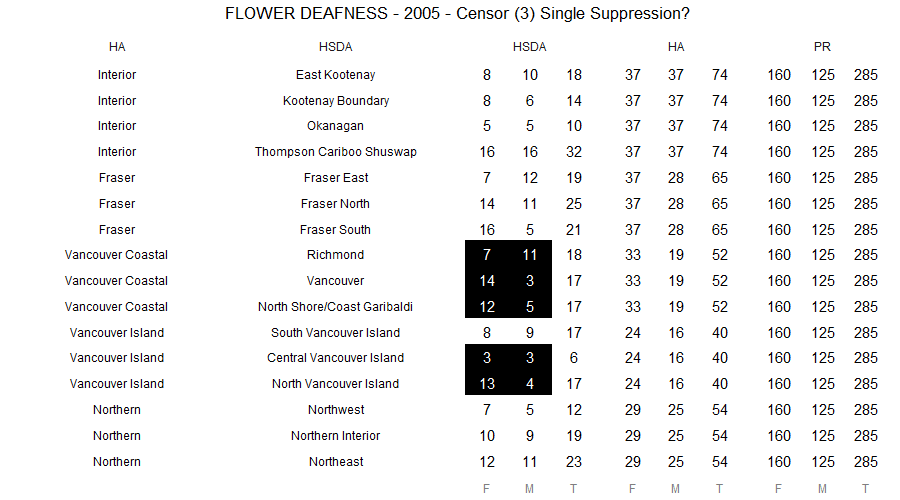 FLOWER DEAFNESS - 2005 - Censor (3) Single Suppression?
HA HSDA HSDA HA PR
Interior East Kootenay 8 10 18 37 37 74 160 125 285
Interior Kootenay Boundary 8 6 14 37 37 74 160 125 285
Interior Okanagan 5 5 10 37 37 74 160 125 285
Interior Thompson Cariboo Shuswap 16 16 32 37 37 74 160 125 285
Fraser Fraser East 7 12 19 37 28 65 160 125 285
Fraser Fraser North 14 11 25 37 28 65 160 125 285
Fraser Fraser South 16 5 21 37 28 65 160 125 285
Vancouver Coastal Richmond 7 11 18 33 19 52 160 125 285
Vancouver Coastal Vancouver 14 3 17 33 19 52 160 125 285
Vancouver Coastal North Shore/Coast Garibaldi 12 5 17 33 19 52 160 125 285
Vancouver Island South Vancouver Island 8 9 17 24 16 40 160 125 285
Vancouver Island Central Vancouver Island 3 3 6 24 16 40 160 125 285
Vancouver Island North Vancouver Island 13 4 17 24 16 40 160 125 285
Northern Northwest 7 5 12 29 25 54 160 125 285
Northern Northern Interior 10 9 19 29 25 54 160 125 285
Northern Northeast 12 11 23 29 25 54 160 125 285
F M T F M T F M T